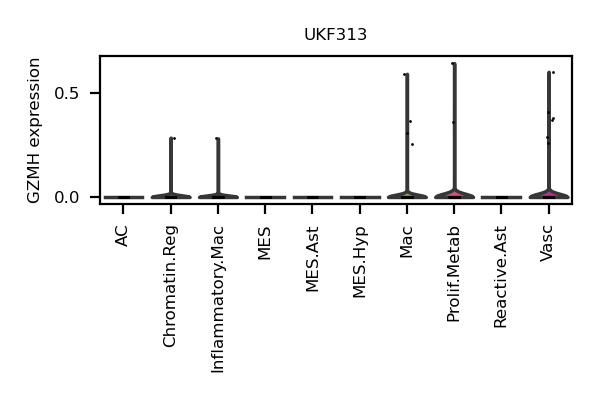 UKF313
GZMH expression
0.5
0.0
AC
Chromatin.Reg
Inflammatory.Mac
MES
MES.Ast
MES.Hyp
Mac
Prolif.Metab
Reactive.Ast
Vasc